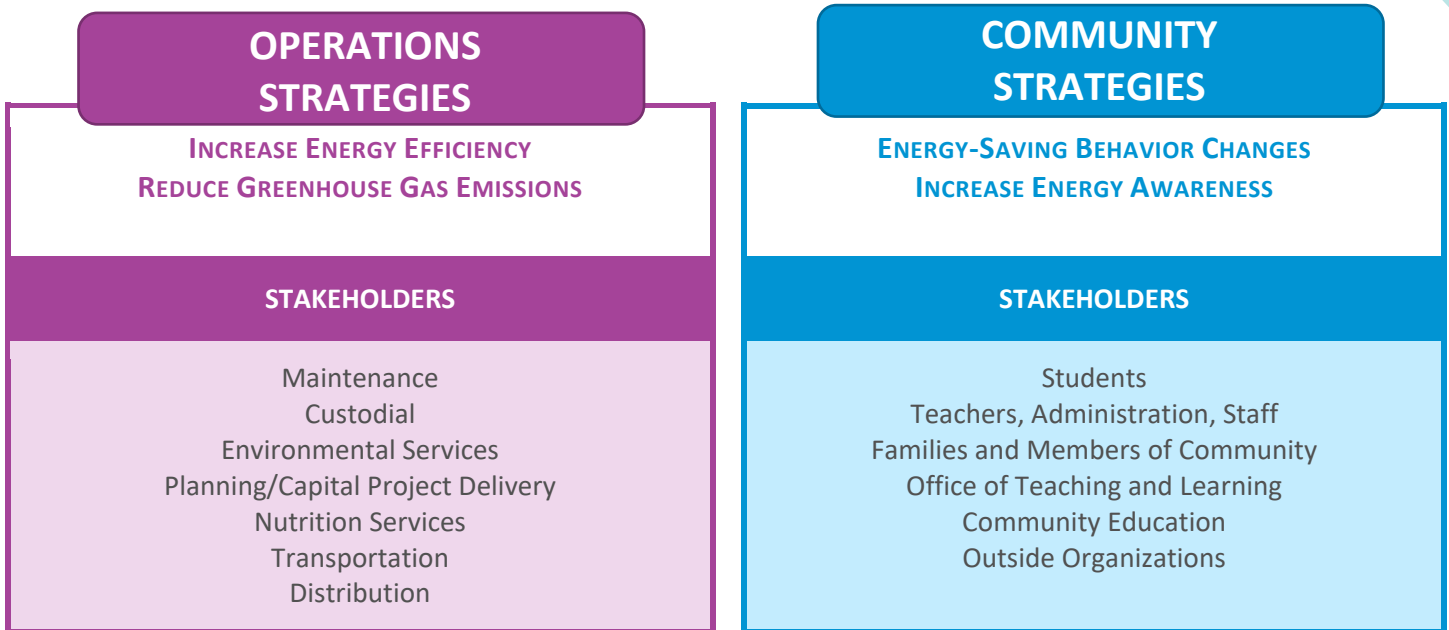 OPERATIONS
STRATEGIES
INCREASE ENERGY EFFICIENCY
REDUCE GREENHOUSE GAS EMISSIONS
STAKEHOLDERS
Maintenance
Custodial
Environmental Services
Planning/Capital Project Delivery
Nutrition Services
Transportation
Distribution
COMMUNITY
STRATEGIES
ENERGY-SAVING BEHAVIOR CHANGES
INCREASE ENERGY AWARENESS
STAKEHOLDERS
Students
Teachers, Administration, Staff
Families and Members of Community
Office of Teaching and Learning
Community Education
Outside Organizations